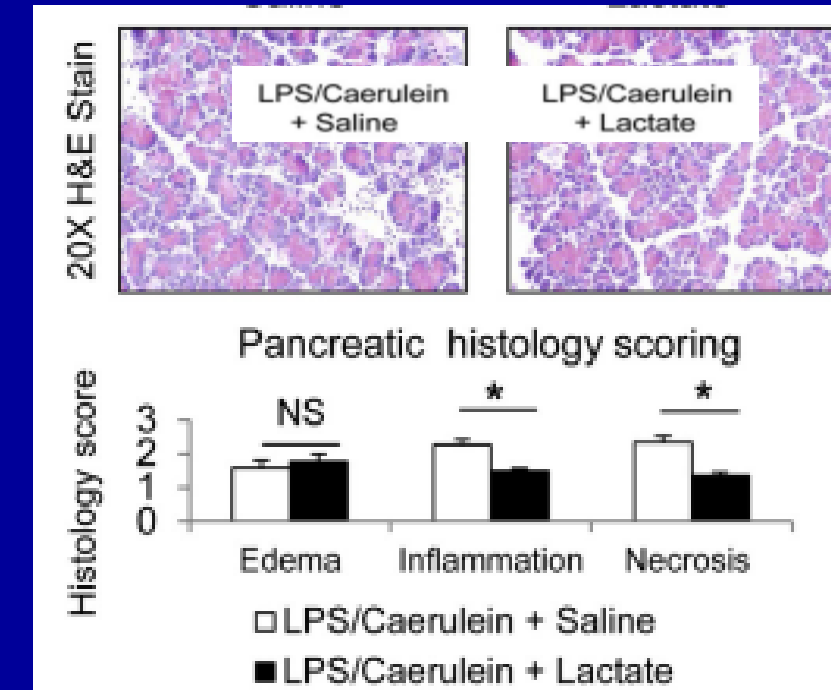 20X H&E Stain
LPS/Caerulein
+ Saline
LPS/Caerulein
+ Lactate
Pancreatic histology scoring
Histology score
3
2
1
0
NS
*
*
Edema
Inflammation
Necrosis
LPS/Caerulein + Saline
LPS/Caerulein + Lactate